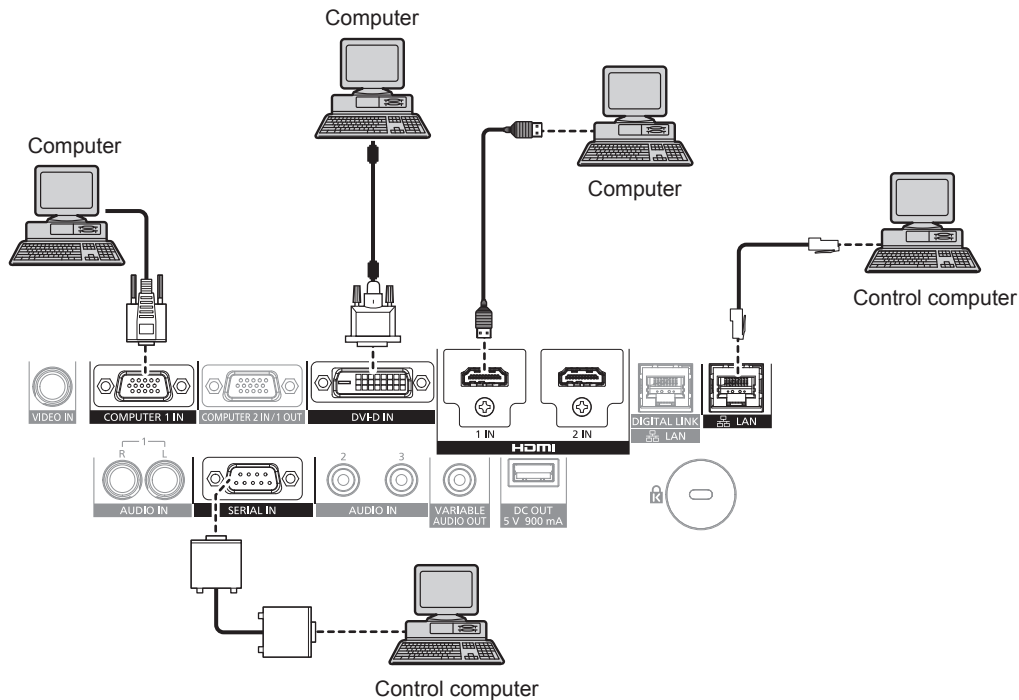 Computer
Computer
Computer
Control computer
VIDEO IN
COMPUTER 1 IN
COMPUTER 2 IN / 1 OUT
DVI-D IN
1 IN
2 IN
HDMI
DIGITAL LINK
LAN
LAN
1
R
L
AUDIO IN
SERIAL IN
2
3
AUDIO IN
VARIABLE
AUDIO OUT
DC OUT
5 V 900 mA
K
Control computer